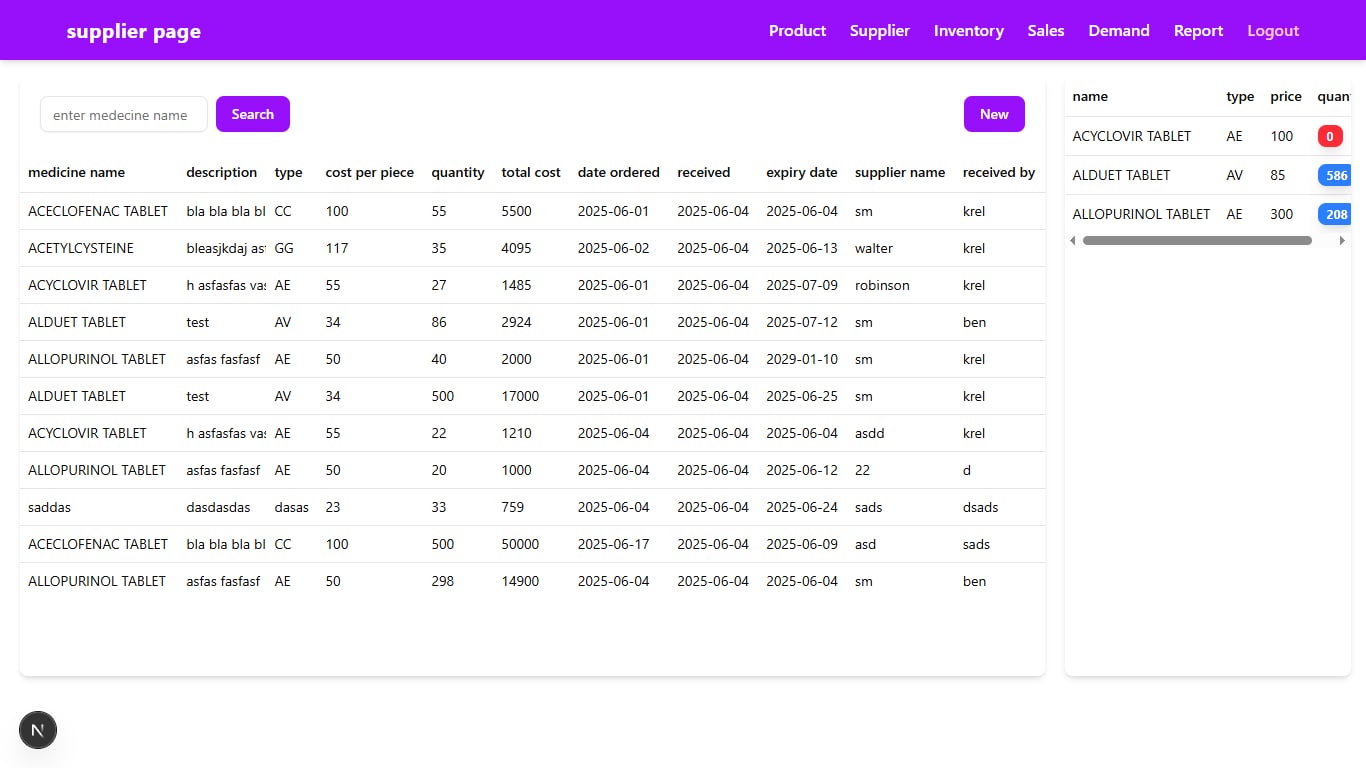 supplier page Product Supplier Inventory Sales Demand Report Logout
enter medecine name Search New
medicine name description type cost per piece quantity total cost date ordered received expiry date supplier name received by
ACECLOFENAC TABLET bla bla bla bl CC 100 55 5500 2025-06-01 2025-06-04 2025-06-04 sm krel
ACETYLCYSTEINE bleasjkdaj as GG 117 35 4095 2025-06-02 2025-06-04 2025-06-13 walter krel
ACYCLOVIR TABLET h asfasfas vas AE 55 27 1485 2025-06-01 2025-06-04 2025-07-09 robinson krel
ALDUET TABLET test AV 34 86 2924 2025-06-01 2025-06-04 2025-07-12 sm ben
ALLOPURINOL TABLET asfas fasfasf AE 50 40 2000 2025-06-01 2025-06-04 2029-01-10 sm krel
ALDUET TABLET test AV 34 500 17000 2025-06-01 2025-06-04 2025-06-25 sm krel
ACYCLOVIR TABLET h asfasfas vas AE 55 22 1210 2025-06-04 2025-06-04 2025-06-04 asdd krel
ALLOPURINOL TABLET asfas fasfasf AE 50 20 1000 2025-06-04 2025-06-04 2025-06-12 22 d
saddas dasdasdas dasas 23 33 759 2025-06-04 2025-06-04 2025-06-24 sads dsads
ACECLOFENAC TABLET bla bla bla bl CC 100 500 50000 2025-06-17 2025-06-04 2025-06-09 asd sads
ALLOPURINOL TABLET asfas fasfasf AE 50 298 14900 2025-06-04 2025-06-04 2025-06-04 sm ben
name type price quan
ACYCLOVIR TABLET AE 100 0
ALDUET TABLET AV 85 586
ALLOPURINOL TABLET AE 300 208
N